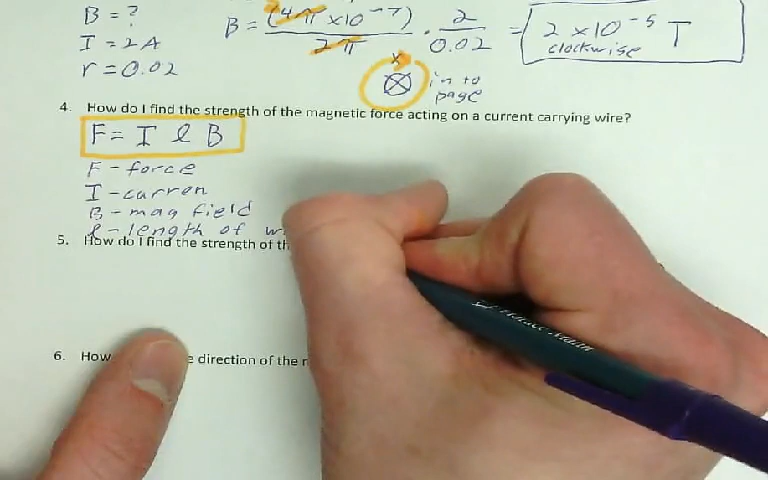 B = ?
I = 2A
r = 0.02
B = (4π ×10⁻⁷) / 2π · 2 / 0.02 = 2 ×10⁻⁵ T
clockwise
x
in to
page
4. How do I find the strength of the magnetic force acting on a current carrying wire?
F = I l B
F - force
I - curren
B - mag field
l - length of w
5. How do I find the strength of th
6. How e direction of the